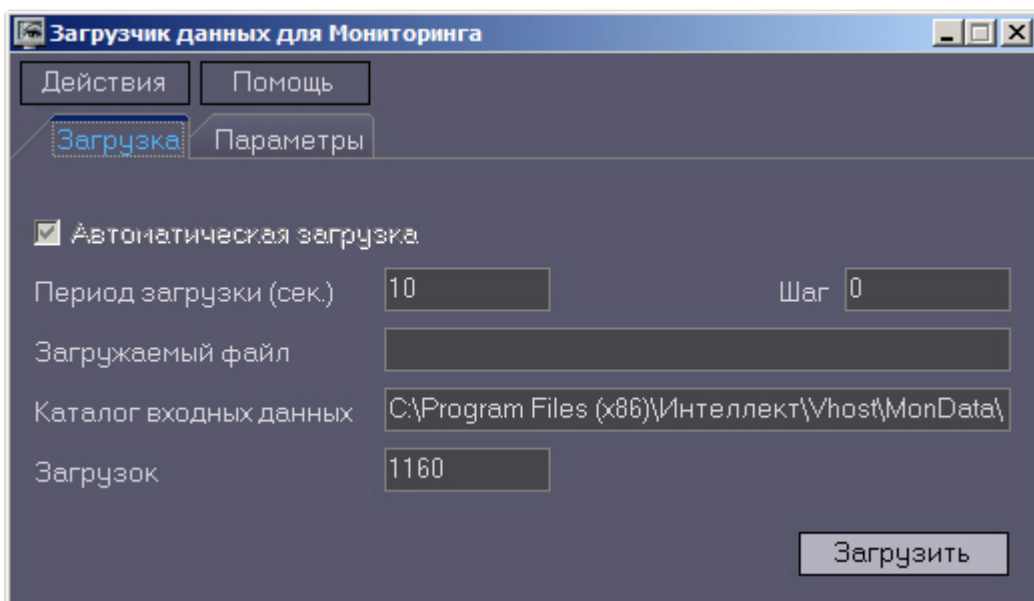 Загрузчик данных для Мониторинга
Действия Помощь
Загрузка Параметры
Автоматическая загрузка
Период загрузки (сек.) 10 Шаг 0
Загружаемый файл
Каталог входных данных C:\Program Files (x86)\Интеллект\Vhost\MonData\
Загрузок 1160
Загрузить